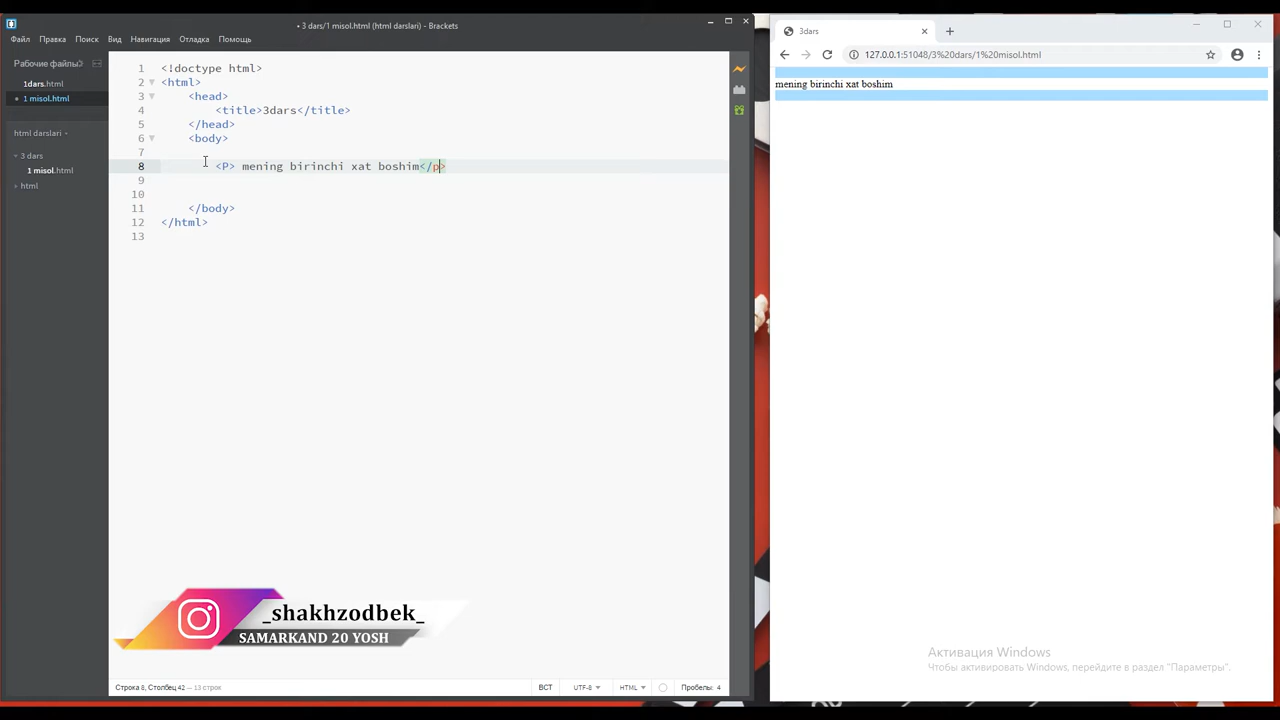 • 3 dars/1 misol.html (html darslari) - Brackets
Файл Правка Поиск Вид Навигация Отладка Помощь
Рабочие файлы
1dars.html
• 1 misol.html
html darslari
3 dars
1 misol.html
html
1 <!doctype html>
2 <html>
3 <head>
4 <title>3dars</title>
5 </head>
6 <body>
7
8 <P> mening birinchi xat boshim</p>
9
10
11 </body>
12 </html>
13
_shakhzodbek_
SAMARKAND 20 YOSH
Строка 8, Столбец 42 — 13 строк ВСТ UTF-8 HTML Пробелы: 4
3dars
127.0.0.1:51048/3%20dars/1%20misol.html
mening birinchi xat boshim
Активация Windows
Чтобы активировать Windows, перейдите в раздел "Параметры".